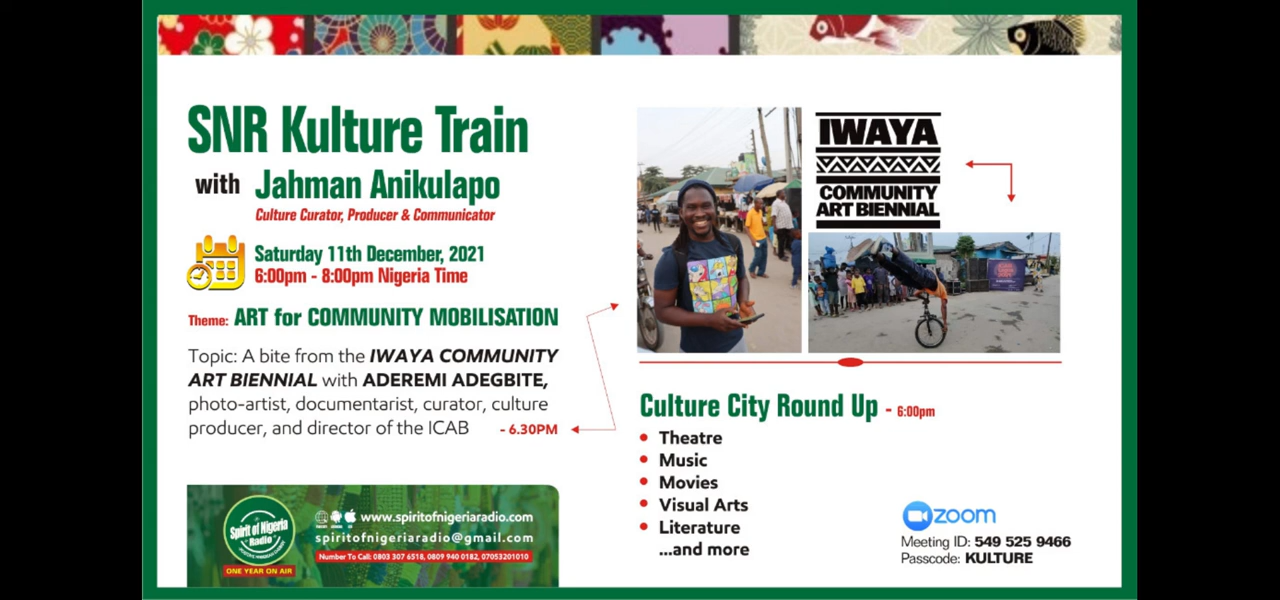 SNR Kulture Train
with Jahman Anikulapo
Culture Curator, Producer & Communicator
Saturday 11th December, 2021
6:00pm - 8:00pm Nigeria Time
Theme: ART for COMMUNITY MOBILISATION
Topic: A bite from the IWAYA COMMUNITY
ART BIENNIAL with ADEREMI ADEGBITE,
photo-artist, documentarist, curator, culture
producer, and director of the ICAB - 6.30PM
Spirit of Nigeria
Radio
ONE YEAR ON AIR
www.spiritofnigeriaradio.com
spiritofnigeriaradio@gmail.com
Number To Call: 0803 307 6518, 0809 940 0182, 07053201010
IWAYA
COMMUNITY
ART BIENNIAL
Culture City Round Up - 6:00pm
• Theatre
• Music
• Movies
• Visual Arts
• Literature
...and more
zoom
Meeting ID: 549 525 9466
Passcode: KULTURE